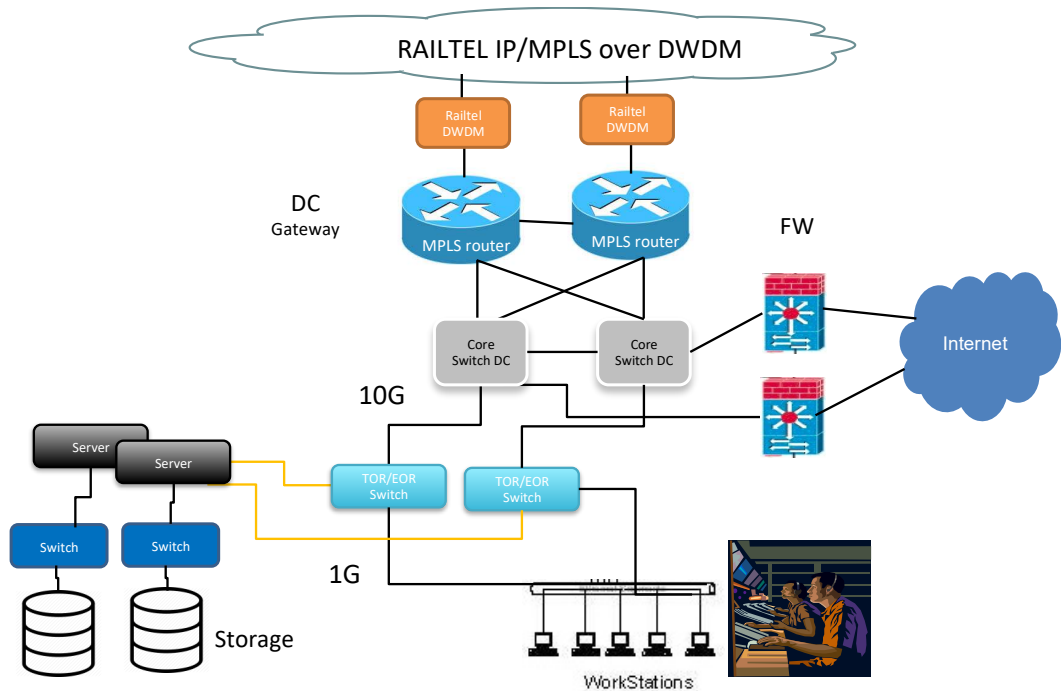 RAILTEL IP/MPLS over DWDM
Railtel
DWDM
Railtel
DWDM
DC
Gateway
MPLS router
MPLS router
FW
Core
Switch DC
Core
Switch DC
Internet
10G
Server
Server
TOR/EOR
Switch
TOR/EOR
Switch
Switch
Switch
1G
Storage
WorkStations